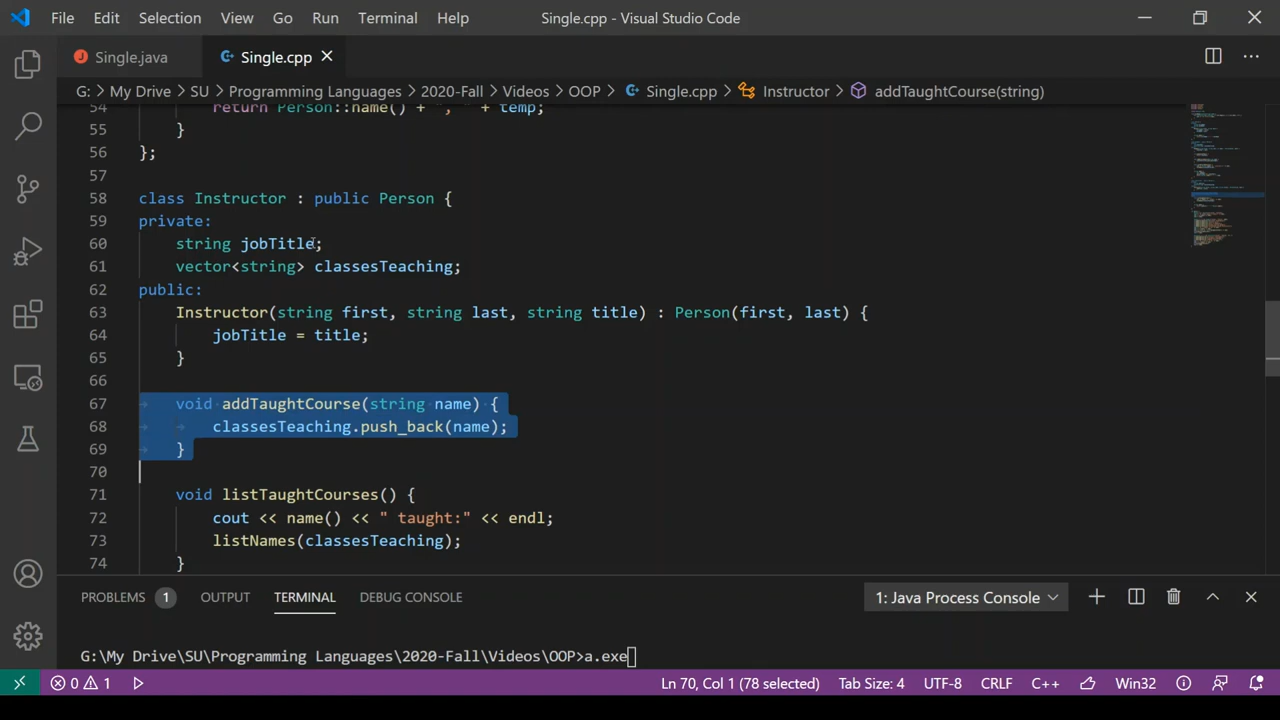 File Edit Selection View Go Run Terminal Help Single.cpp - Visual Studio Code
Single.java Single.cpp
G: My Drive SU Programming Languages 2020-Fall Videos OOP Single.cpp Instructor addTaughtCourse(string)
54 return Person::name() + ", " + temp;
55 }
56 };
57
58 class Instructor : public Person {
59 private:
60 string jobTitle;
61 vector<string> classesTeaching;
62 public:
63 Instructor(string first, string last, string title) : Person(first, last) {
64 jobTitle = title;
65 }
66
67 void addTaughtCourse(string name) {
68 classesTeaching.push_back(name);
69 }
70
71 void listTaughtCourses() {
72 cout << name() << " taught:" << endl;
73 listNames(classesTeaching);
74 }
PROBLEMS 1 OUTPUT TERMINAL DEBUG CONSOLE 1: Java Process Console
G:\My Drive\SU\Programming Languages\2020-Fall\Videos\OOP>a.exe
0 1 Ln 70, Col 1 (78 selected) Tab Size: 4 UTF-8 CRLF C++ Win32